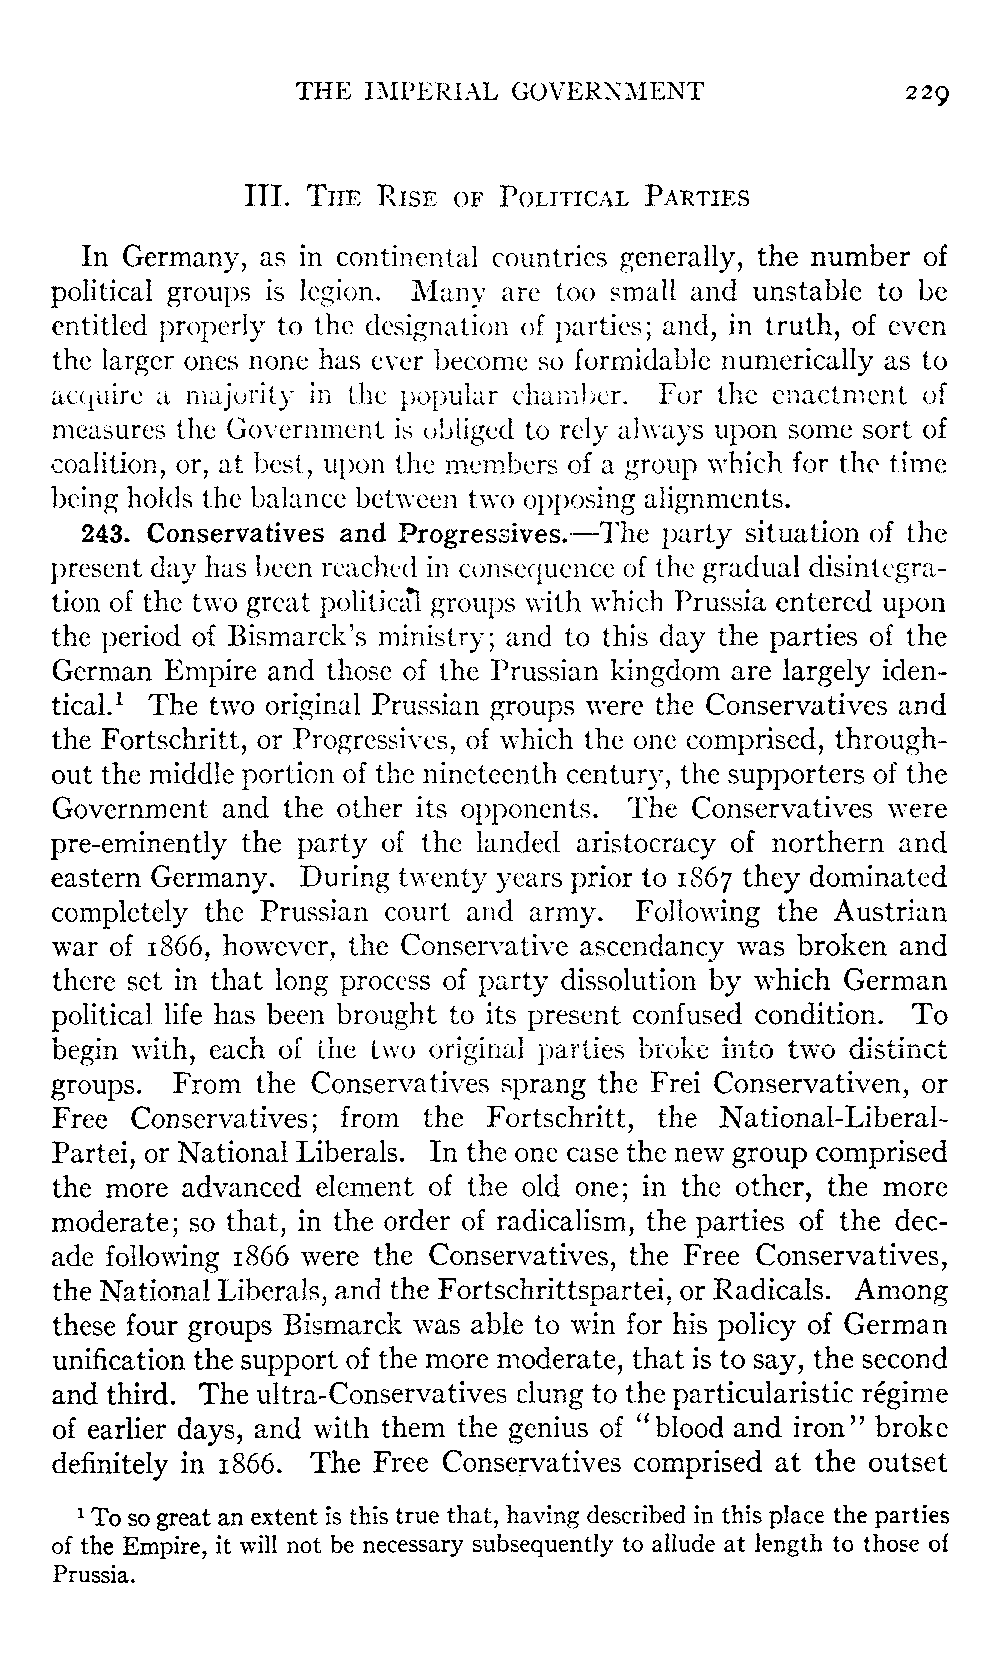 THE IMPERIAL GOVERNMENT 229
III. THE RISE OF POLITICAL PARTIES
In Germany, as in continental countries generally, the number of
political groups is legion. Many are too small and unstable to be
entitled properly to the designation of parties; and, in truth, of even
the larger ones none has ever become so formidable numerically as to
acquire a majority in the popular chamber. For the enactment of
measures the Government is obliged to rely always upon some sort of
coalition, or, at best, upon the members of a group which for the time
being holds the balance between two opposing alignments.
243. Conservatives and Progressives.—The party situation of the
present day has been reached in consequence of the gradual disintegra-
tion of the two great political groups with which Prussia entered upon
the period of Bismarck's ministry; and to this day the parties of the
German Empire and those of the Prussian kingdom are largely iden-
tical.¹ The two original Prussian groups were the Conservatives and
the Fortschritt, or Progressives, of which the one comprised, through-
out the middle portion of the nineteenth century, the supporters of the
Government and the other its opponents. The Conservatives were
pre-eminently the party of the landed aristocracy of northern and
eastern Germany. During twenty years prior to 1867 they dominated
completely the Prussian court and army. Following the Austrian
war of 1866, however, the Conservative ascendancy was broken and
there set in that long process of party dissolution by which German
political life has been brought to its present confused condition. To
begin with, each of the two original parties broke into two distinct
groups. From the Conservatives sprang the Frei Conservativen, or
Free Conservatives; from the Fortschritt, the National-Liberal-
Partei, or National Liberals. In the one case the new group comprised
the more advanced element of the old one; in the other, the more
moderate; so that, in the order of radicalism, the parties of the dec-
ade following 1866 were the Conservatives, the Free Conservatives,
the National Liberals, and the Fortschrittspartei, or Radicals. Among
these four groups Bismarck was able to win for his policy of German
unification the support of the more moderate, that is to say, the second
and third. The ultra-Conservatives clung to the particularistic régime
of earlier days, and with them the genius of "blood and iron" broke
definitely in 1866. The Free Conservatives comprised at the outset
¹ To so great an extent is this true that, having described in this place the parties
of the Empire, it will not be necessary subsequently to allude at length to those of
Prussia.